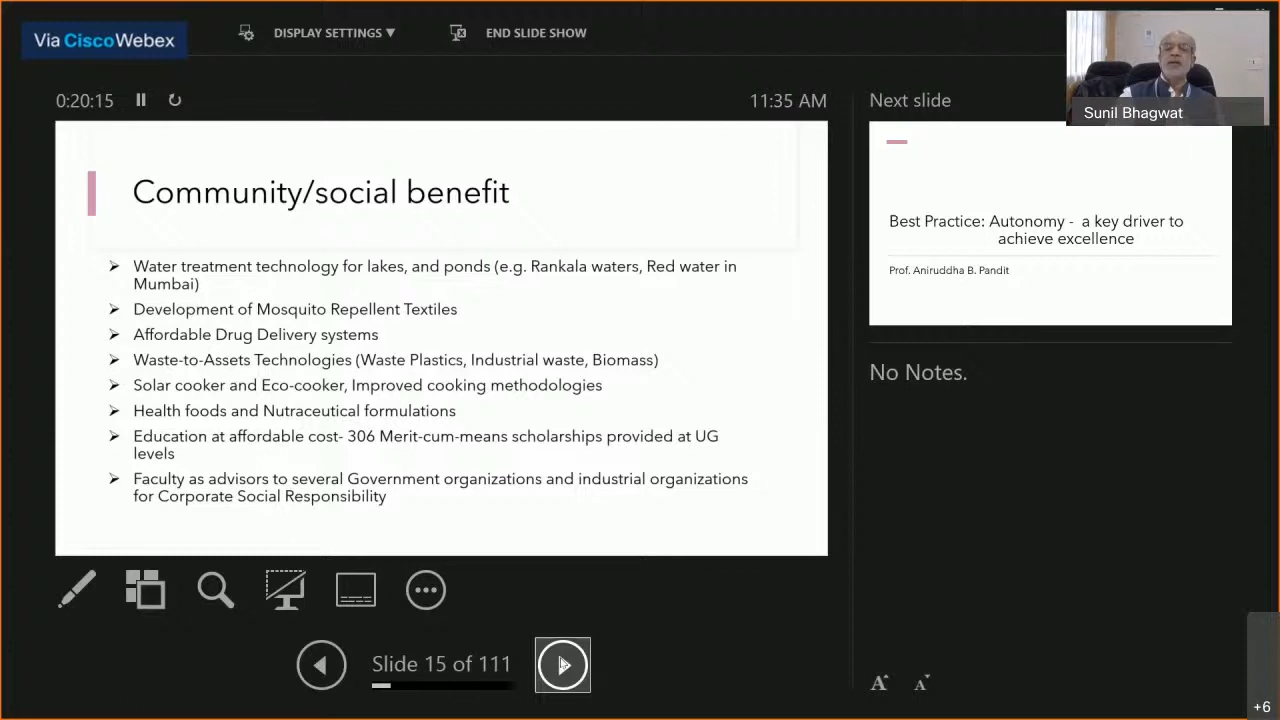 Via Cisco Webex
DISPLAY SETTINGS ▼
END SLIDE SHOW
Sunil Bhagwat
0:20:15
11:35 AM
Next slide
Community/social benefit
➢ Water treatment technology for lakes, and ponds (e.g. Rankala waters, Red water in
Mumbai)
➢ Development of Mosquito Repellent Textiles
➢ Affordable Drug Delivery systems
➢ Waste-to-Assets Technologies (Waste Plastics, Industrial waste, Biomass)
➢ Solar cooker and Eco-cooker, Improved cooking methodologies
➢ Health foods and Nutraceutical formulations
➢ Education at affordable cost- 306 Merit-cum-means scholarships provided at UG
levels
➢ Faculty as advisors to several Government organizations and industrial organizations
for Corporate Social Responsibility
Best Practice: Autonomy - a key driver to
achieve excellence
Prof. Aniruddha B. Pandit
No Notes.
Slide 15 of 111
A A
+6